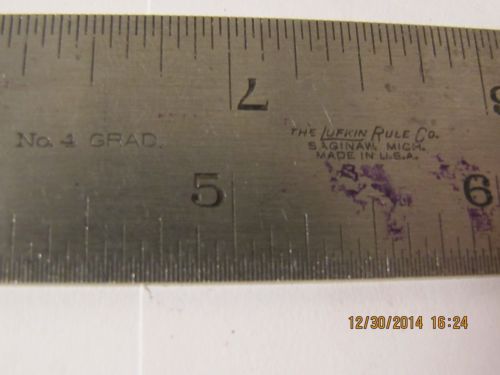 7
No. 4 GRAD.
THE LUFKIN RULE CO.
SAGINAW, MICH.
MADE IN U.S.A.
5
6
12/30/2014 16:24